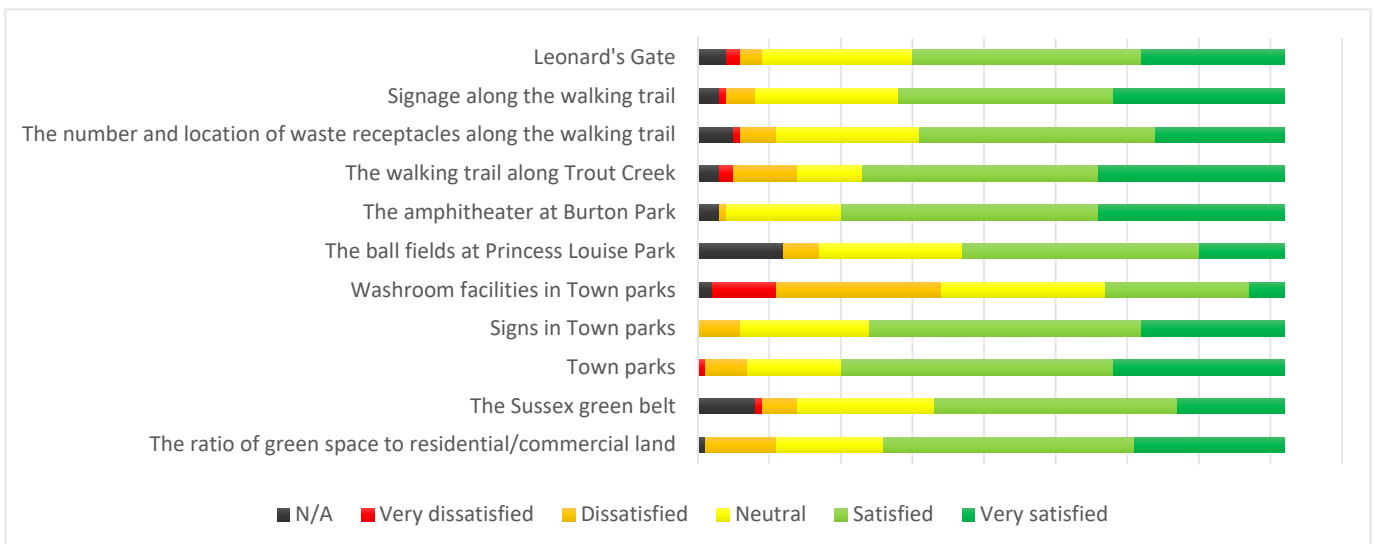 Leonard's Gate
Signage along the walking trail
The number and location of waste receptacles along the walking trail
The walking trail along Trout Creek
The amphitheater at Burton Park
The ball fields at Princess Louise Park
Washroom facilities in Town parks
Signs in Town parks
Town parks
The Sussex green belt
The ratio of green space to residential/commercial land
N/A Very dissatisfied Dissatisfied Neutral Satisfied Very satisfied